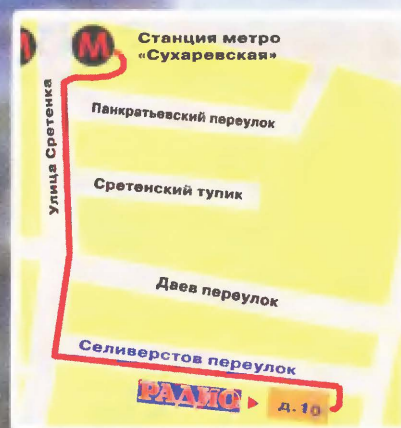 М
М
Станция метро
«Сухаревская»
Улица Сретенка
Панкратьевский переулок
Сретенский тупик
Даев переулок
Селиверстов переулок
РАДИО
д. 10